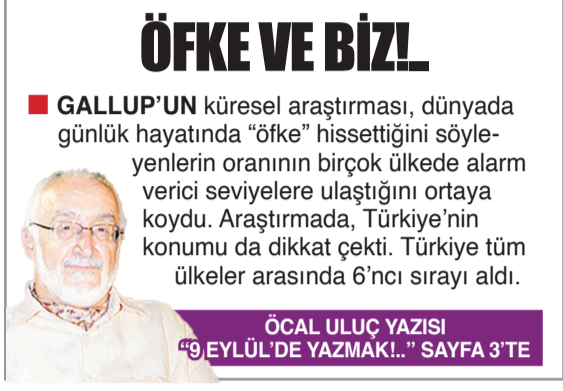 ÖFKE VE BİZ!..
GALLUP’UN küresel araştırması, dünyada
günlük hayatında “öfke” hissettiğini söyle-
yenlerin oranının birçok ülkede alarm
verici seviyelere ulaştığını ortaya
koydu. Araştırmada, Türkiye’nin
konumu da dikkat çekti. Türkiye tüm
ülkeler arasında 6’ncı sırayı aldı.
ÖCAL ULUÇ YAZISI
“9 EYLÜL’DE YAZMAK!..” SAYFA 3’TE